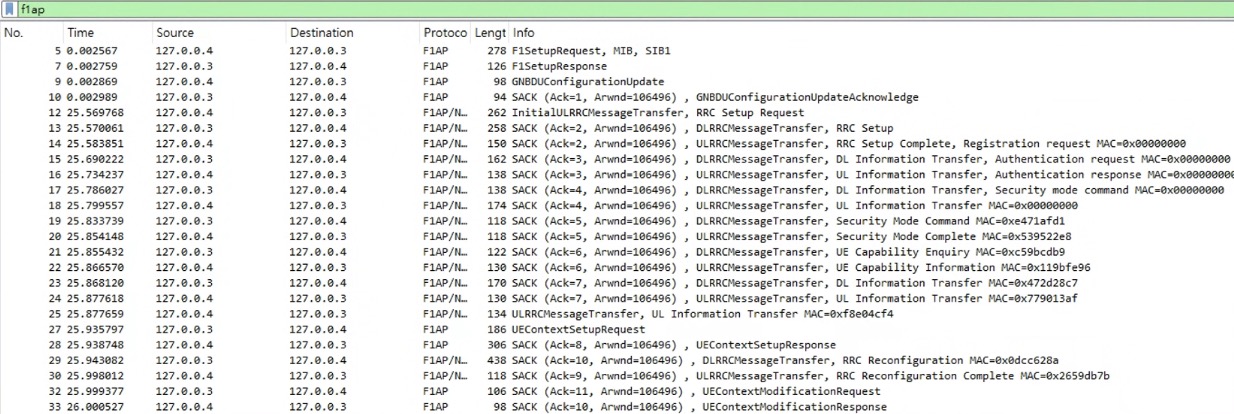 f1ap
No. Time Source Destination Protoco Lengt Info
5 0.002567 127.0.0.4 127.0.0.3 F1AP 278 F1SetupRequest, MIB, SIB1
7 0.002759 127.0.0.3 127.0.0.4 F1AP 126 F1SetupResponse
9 0.002869 127.0.0.4 127.0.0.3 F1AP 98 GNBDUConfigurationUpdate
10 0.002989 127.0.0.3 127.0.0.4 F1AP 94 SACK (Ack=1, Arwnd=106496) , GNBDUConfigurationUpdateAcknowledge
12 25.569768 127.0.0.4 127.0.0.3 F1AP/N… 262 InitialULRRCMessageTransfer, RRC Setup Request
13 25.570061 127.0.0.3 127.0.0.4 F1AP/N… 258 SACK (Ack=2, Arwnd=106496) , DLRRCMessageTransfer, RRC Setup
14 25.583851 127.0.0.4 127.0.0.3 F1AP/N… 150 SACK (Ack=2, Arwnd=106496) , ULRRCMessageTransfer, RRC Setup Complete, Registration request MAC=0x00000000
15 25.690222 127.0.0.3 127.0.0.4 F1AP/N… 162 SACK (Ack=3, Arwnd=106496) , DLRRCMessageTransfer, DL Information Transfer, Authentication request MAC=0x00000000
16 25.734237 127.0.0.4 127.0.0.3 F1AP/N… 138 SACK (Ack=3, Arwnd=106496) , ULRRCMessageTransfer, UL Information Transfer, Authentication response MAC=0x00000000
17 25.786027 127.0.0.3 127.0.0.4 F1AP/N… 138 SACK (Ack=4, Arwnd=106496) , DLRRCMessageTransfer, DL Information Transfer, Security mode command MAC=0x00000000
18 25.799557 127.0.0.4 127.0.0.3 F1AP/N… 174 SACK (Ack=4, Arwnd=106496) , ULRRCMessageTransfer, UL Information Transfer MAC=0x00000000
19 25.833739 127.0.0.3 127.0.0.4 F1AP/N… 118 SACK (Ack=5, Arwnd=106496) , DLRRCMessageTransfer, Security Mode Command MAC=0xe471afd1
20 25.854148 127.0.0.4 127.0.0.3 F1AP/N… 118 SACK (Ack=5, Arwnd=106496) , ULRRCMessageTransfer, Security Mode Complete MAC=0x539522e8
21 25.855432 127.0.0.3 127.0.0.4 F1AP/N… 122 SACK (Ack=6, Arwnd=106496) , DLRRCMessageTransfer, UE Capability Enquiry MAC=0xc59bcdb9
22 25.866570 127.0.0.4 127.0.0.3 F1AP/N… 130 SACK (Ack=6, Arwnd=106496) , ULRRCMessageTransfer, UE Capability Information MAC=0x119bfe96
23 25.868120 127.0.0.3 127.0.0.4 F1AP/N… 170 SACK (Ack=7, Arwnd=106496) , DLRRCMessageTransfer, DL Information Transfer MAC=0x472d28c7
24 25.877618 127.0.0.4 127.0.0.3 F1AP/N… 130 SACK (Ack=7, Arwnd=106496) , ULRRCMessageTransfer, UL Information Transfer MAC=0x779013af
25 25.877659 127.0.0.4 127.0.0.3 F1AP/N… 134 ULRRCMessageTransfer, UL Information Transfer MAC=0xf8e04cf4
27 25.935797 127.0.0.3 127.0.0.4 F1AP 186 UEContextSetupRequest
28 25.938748 127.0.0.4 127.0.0.3 F1AP 306 SACK (Ack=8, Arwnd=106496) , UEContextSetupResponse
29 25.943082 127.0.0.3 127.0.0.4 F1AP/N… 438 SACK (Ack=10, Arwnd=106496) , DLRRCMessageTransfer, RRC Reconfiguration MAC=0x0dcc628a
30 25.998012 127.0.0.4 127.0.0.3 F1AP/N… 118 SACK (Ack=9, Arwnd=106496) , ULRRCMessageTransfer, RRC Reconfiguration Complete MAC=0x2659db7b
32 25.999377 127.0.0.3 127.0.0.4 F1AP 106 SACK (Ack=11, Arwnd=106496) , UEContextModificationRequest
33 26.000527 127.0.0.4 127.0.0.3 F1AP 98 SACK (Ack=10, Arwnd=106496) , UEContextModificationResponse